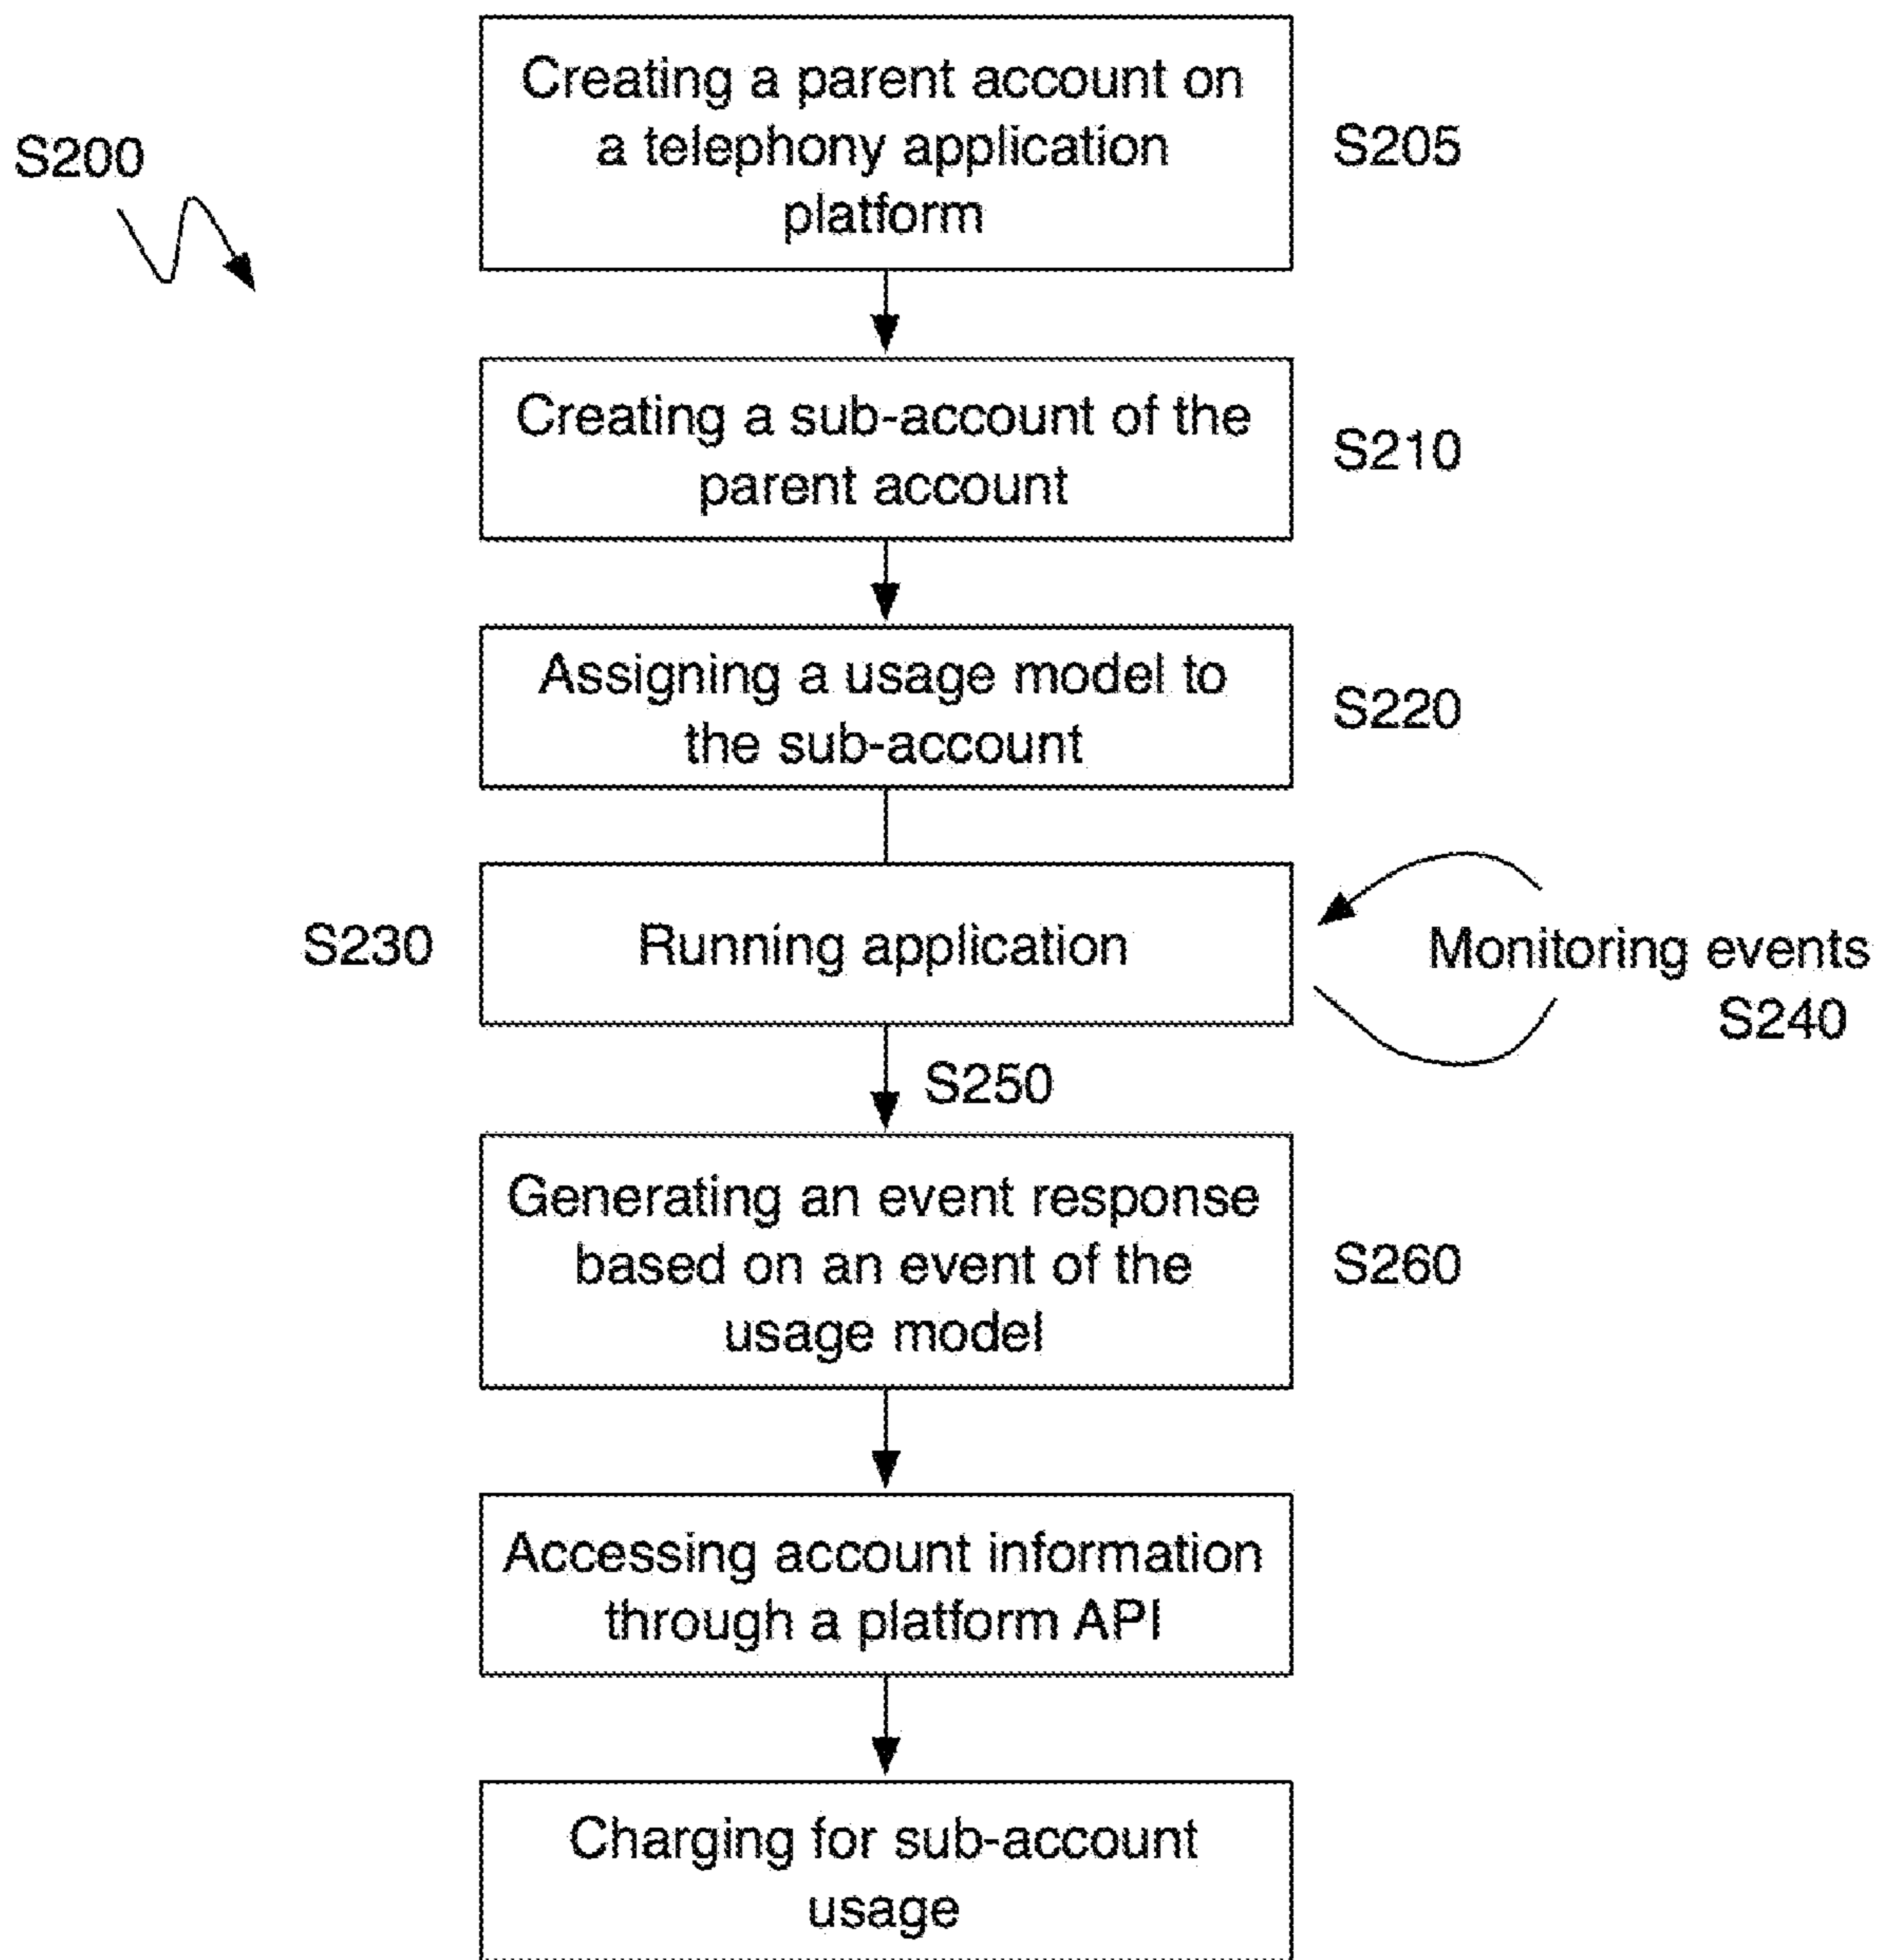 S200
Creating a parent account on
a telephony application
platform
S205
Creating a sub-account of the
parent account
S210
Assigning a usage model to
the sub-account
S220
S230
Running application
Monitoring events
S240
S250
Generating an event response
based on an event of the
usage model
S260
Accessing account information
through a platform API
Charging for sub-account
usage